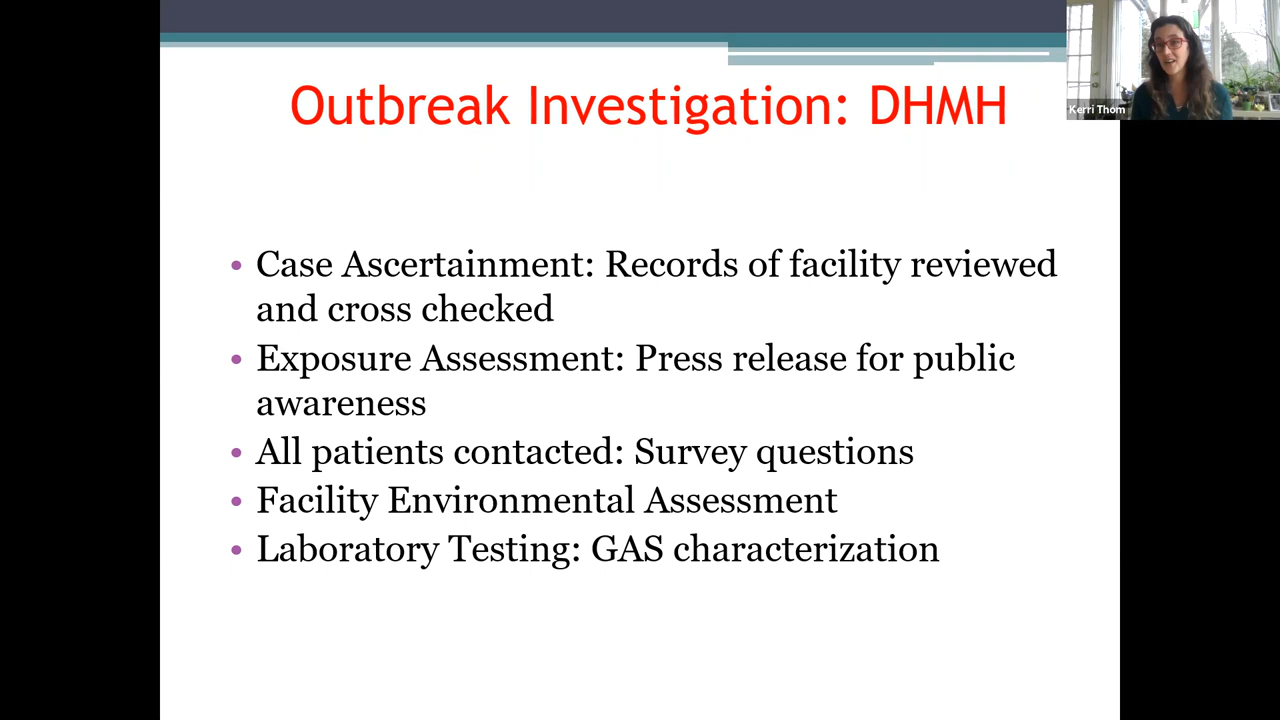 Outbreak Investigation: DHMH
Kerri Thom
• Case Ascertainment: Records of facility reviewed
and cross checked
• Exposure Assessment: Press release for public
awareness
• All patients contacted: Survey questions
• Facility Environmental Assessment
• Laboratory Testing: GAS characterization